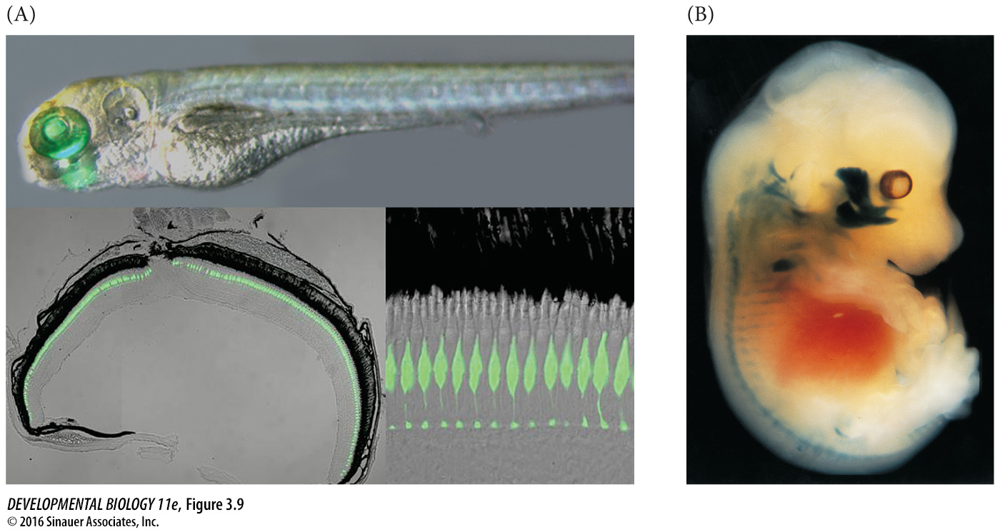 (A)
(B)
DEVELOPMENTAL BIOLOGY 11e, Figure 3.9
© 2016 Sinauer Associates, Inc.